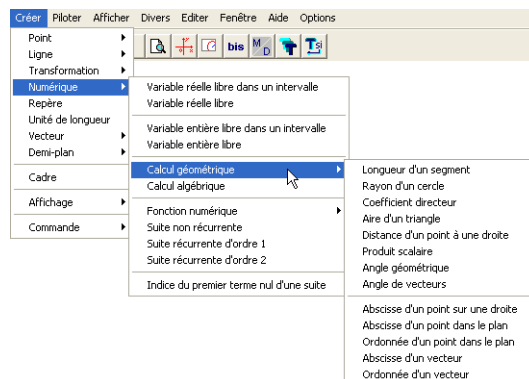 Créer Piloter Afficher Divers Editer Fenêtre Aide Options
bis M D Tsi
Point
Ligne
Transformation
Numérique
Repère
Unité de longueur
Vecteur
Demi-plan
Cadre
Affichage
Commande
Variable réelle libre dans un intervalle
Variable réelle libre
Variable entière libre dans un intervalle
Variable entière libre
Calcul géométrique
Calcul algébrique
Fonction numérique
Suite non récurrente
Suite récurrente d'ordre 1
Suite récurrente d'ordre 2
Indice du premier terme nul d'une suite
Longueur d'un segment
Rayon d'un cercle
Coefficient directeur
Aire d'un triangle
Distance d'un point à une droite
Produit scalaire
Angle géométrique
Angle de vecteurs
Abscisse d'un point sur une droite
Abscisse d'un point dans le plan
Ordonnée d'un point dans le plan
Abscisse d'un vecteur
Ordonnée d'un vecteur